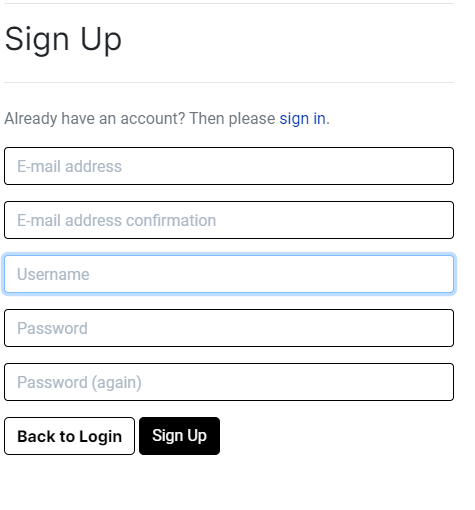 Sign Up
Already have an account? Then please sign in.
E-mail address
E-mail address confirmation
Username
Password
Password (again)
Back to Login Sign Up